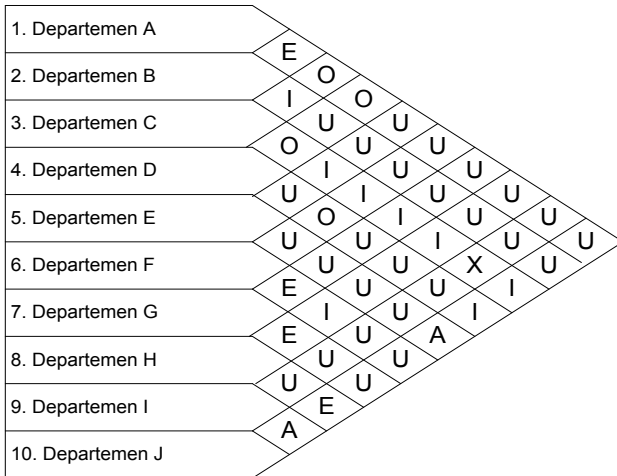 1. Departemen A
E
2. Departemen B O
I O
3. Departemen C U U
O U U
4. Departemen D I U U
U I U U
5. Departemen E O I U U
U U I U U
6. Departemen F U U X U
E U U I
7. Departemen G I U I
E U A
8. Departemen H U U
U U
9. Departemen I E
A
10. Departemen J